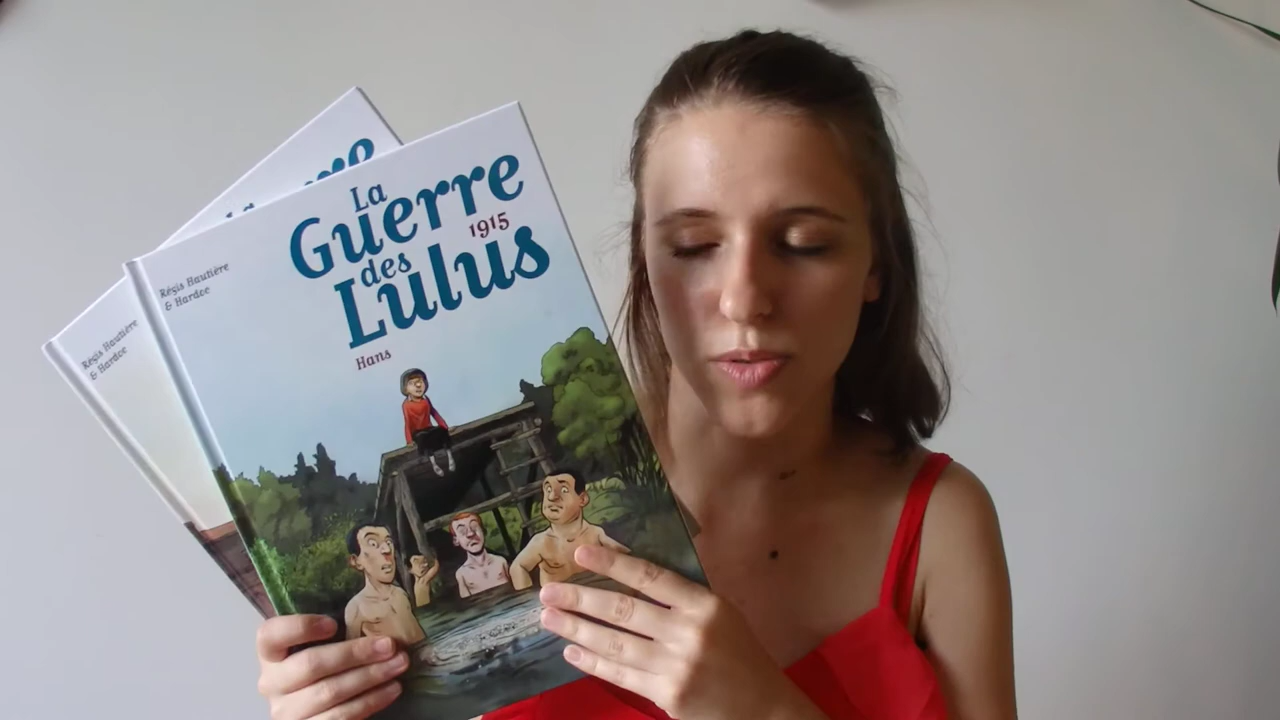 La
Guerre
1915
des
Lulus
Régis Hautière
& Hardoc
Hans
Régis Hautière
& Hardoc